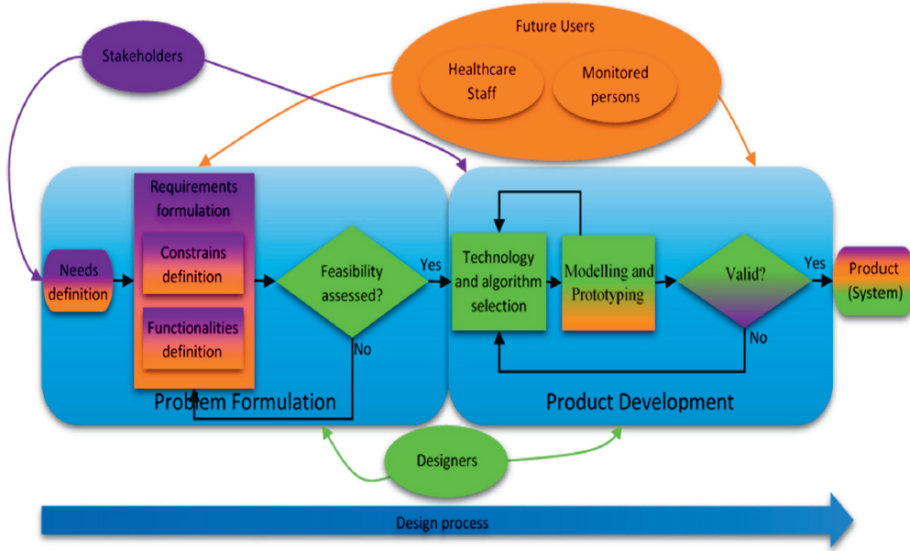 Future Users
Stakeholders
Healthcare
Staff
Monitored
persons
Requirements
formulation
Constrains
definition
Functionalities
definition
Needs
definition
Feasibility
assessed?
Yes
No
Problem Formulation
Technology
and algorithm
selection
Modelling and
Prototyping
Valid?
Yes
No
Product
(System)
Product Development
Designers
Design process